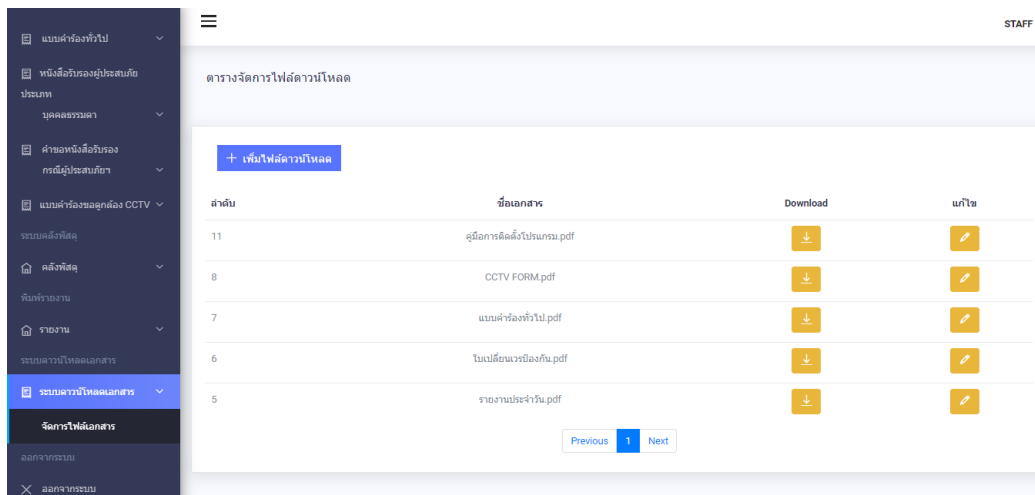 STAFF
แบบคำร้องทั่วไป
หนังสือรับรองผู้ประสบภัย
ประเภท
บุคคลธรรมดา
คำขอหนังสือรับรอง
กรณีผู้ประสบภัยฯ
แบบคำร้องขอดูกล้อง CCTV
ระบบคลังพัสดุ
คลังพัสดุ
พิมพ์รายงาน
รายงาน
ระบบดาวน์โหลดเอกสาร
ระบบดาวน์โหลดเอกสาร
จัดการไฟล์เอกสาร
ออกจากระบบ
ออกจากระบบ
ตารางจัดการไฟล์ดาวน์โหลด
+ เพิ่มไฟล์ดาวน์โหลด
ลำดับ ชื่อเอกสาร Download แก้ไข
11 คู่มือการติดตั้งโปรแกรม.pdf
8 CCTV FORM.pdf
7 แบบคำร้องทั่วไป.pdf
6 ใบเปลี่ยนเวรป้องกัน.pdf
5 รายงานประจำวัน.pdf
Previous 1 Next